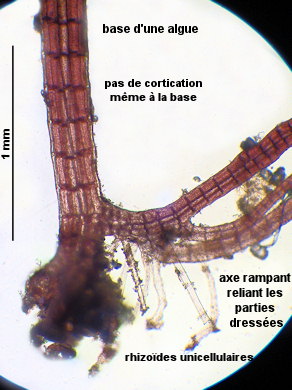 base d'une algue
pas de cortication
même à la base
1 mm
axe rampant
reliant les
parties
dressées
rhizoïdes unicellulaires